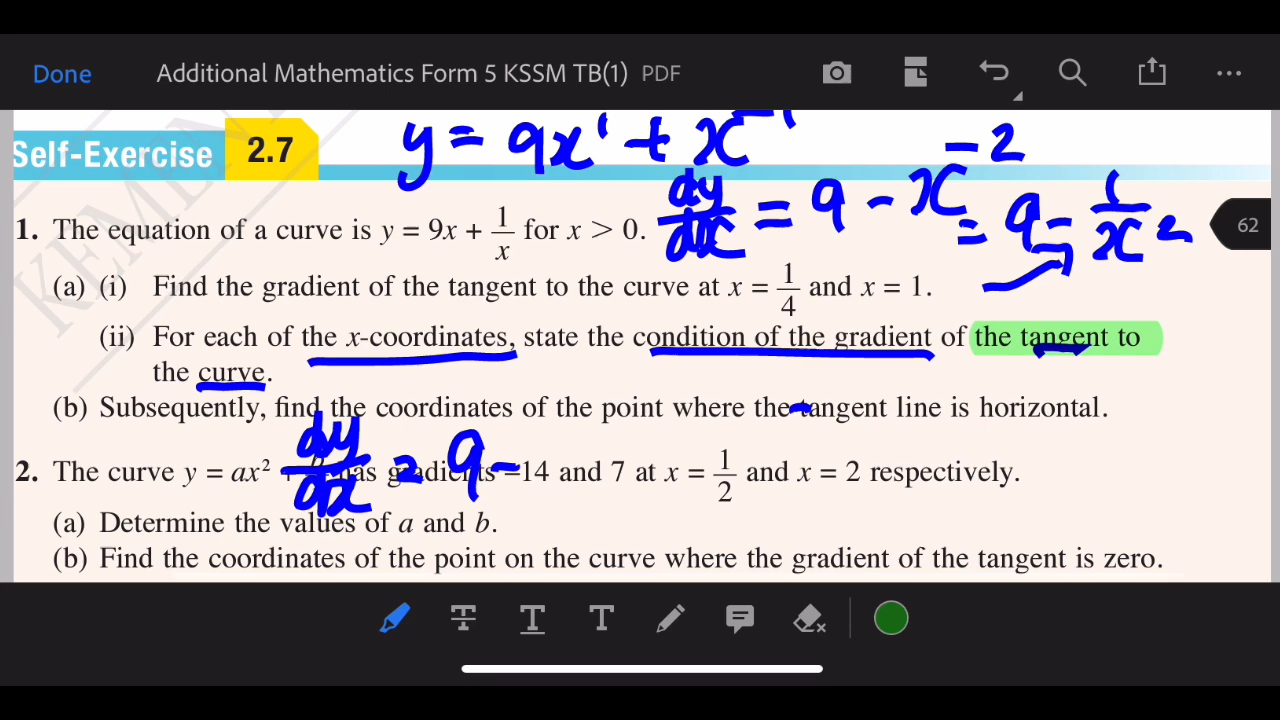 Done Additional Mathematics Form 5 KSSM TB(1) PDF
y = 9x¹ + x⁻¹
Self-Exercise 2.7
dy/dx = 9 - x⁻² = 9 - 1/x²
1. The equation of a curve is y = 9x + 1/x for x > 0.
62
(a) (i) Find the gradient of the tangent to the curve at x = 1/4 and x = 1.
(ii) For each of the x-coordinates, state the condition of the gradient of the tangent to
the curve.
(b) Subsequently, find the coordinates of the point where the tangent line is horizontal.
dy/dx = 9 -
2. The curve y = ax² + has gradients –14 and 7 at x = 1/2 and x = 2 respectively.
(a) Determine the values of a and b.
(b) Find the coordinates of the point on the curve where the gradient of the tangent is zero.
T T T